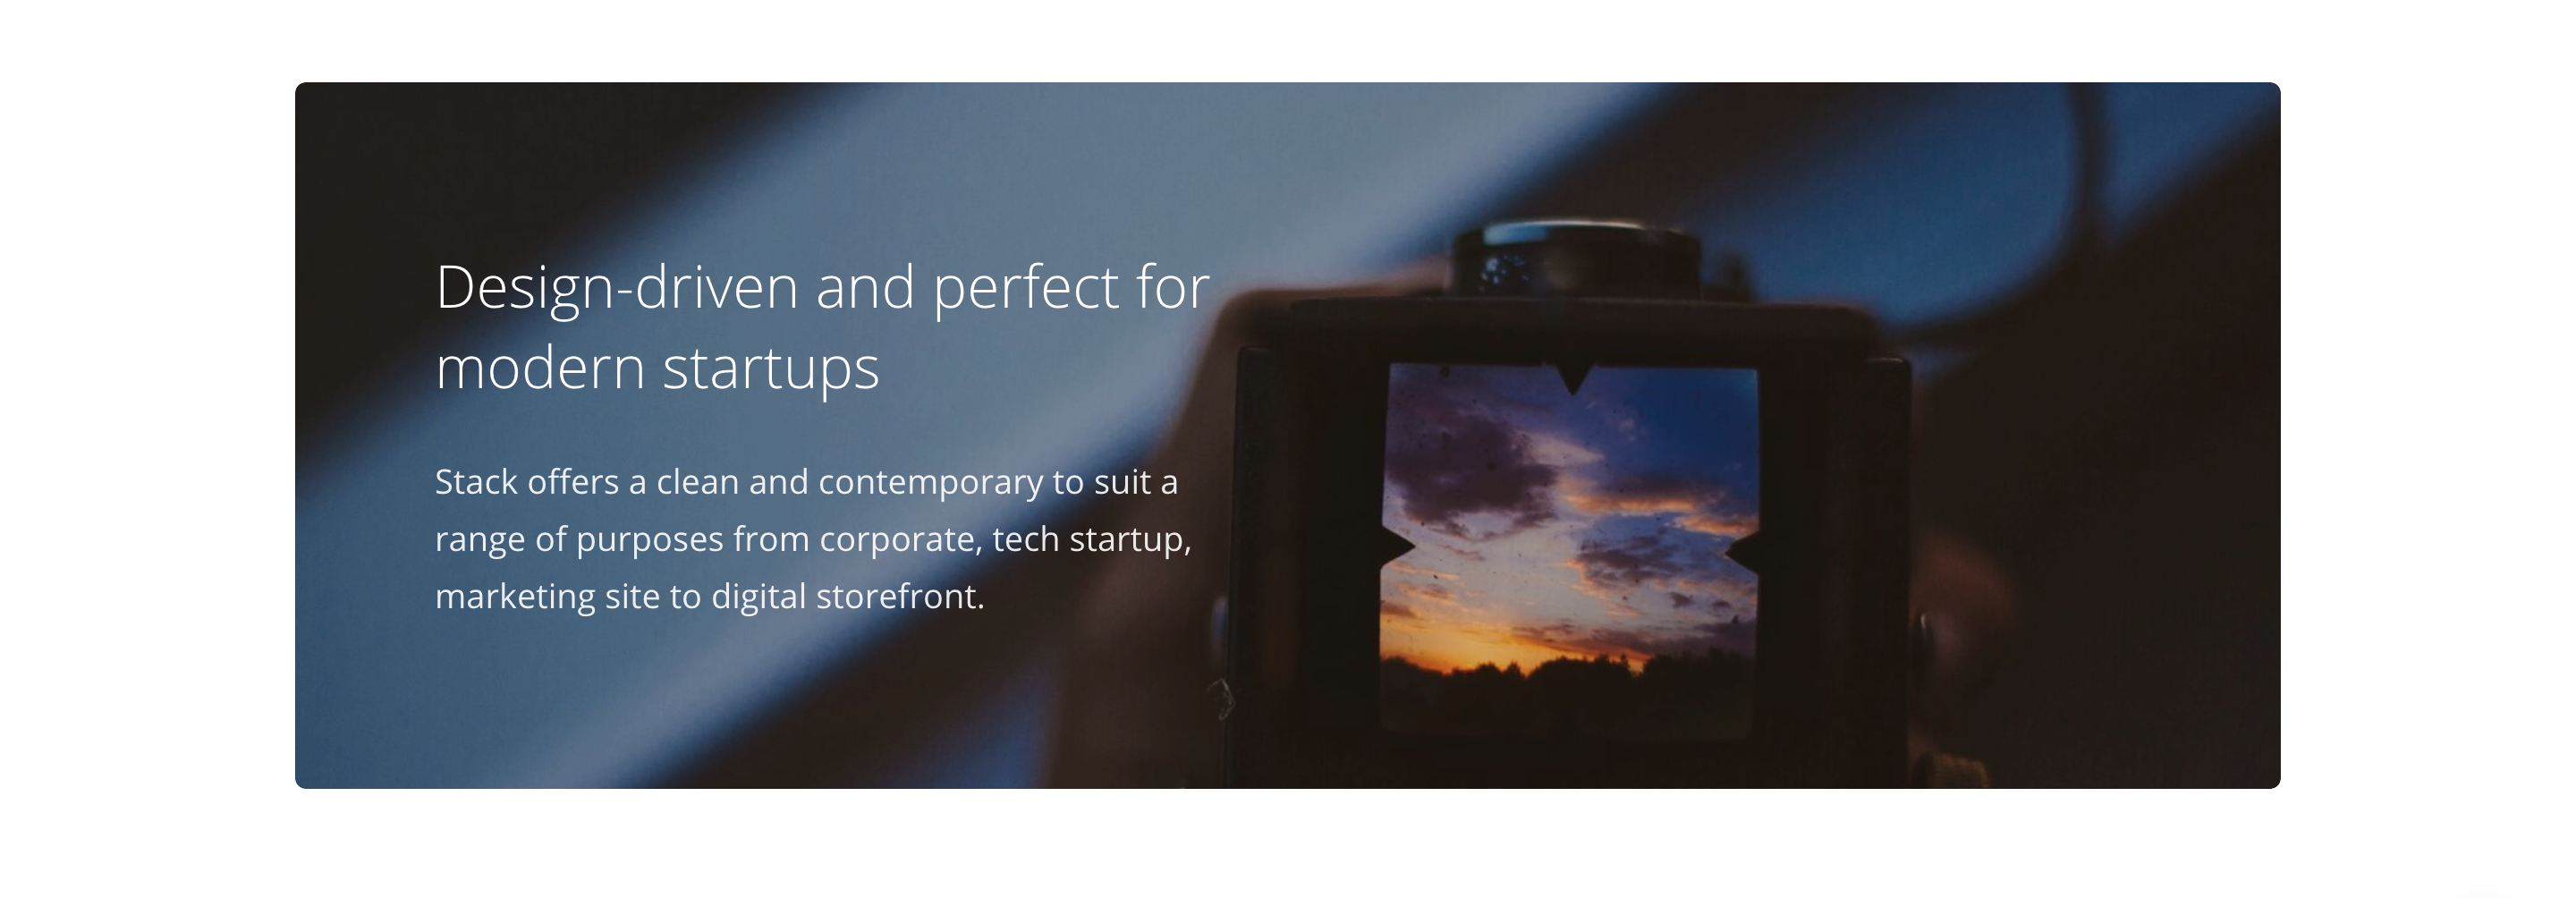 Design-driven and perfect for
modern startups
Stack offers a clean and contemporary to suit a
range of purposes from corporate, tech startup,
marketing site to digital storefront.